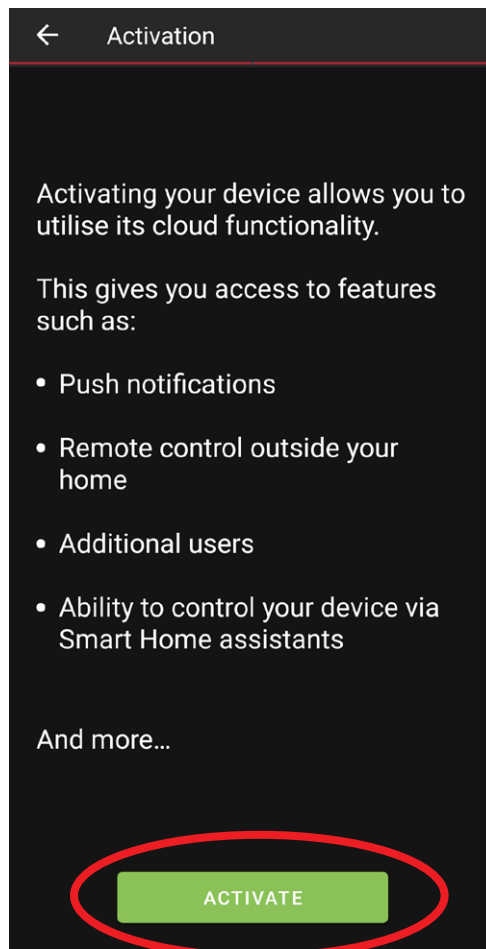 Activation
Activating your device allows you to
utilise its cloud functionality.
This gives you access to features
such as:
• Push notifications
• Remote control outside your
home
• Additional users
• Ability to control your device via
Smart Home assistants
And more…
ACTIVATE